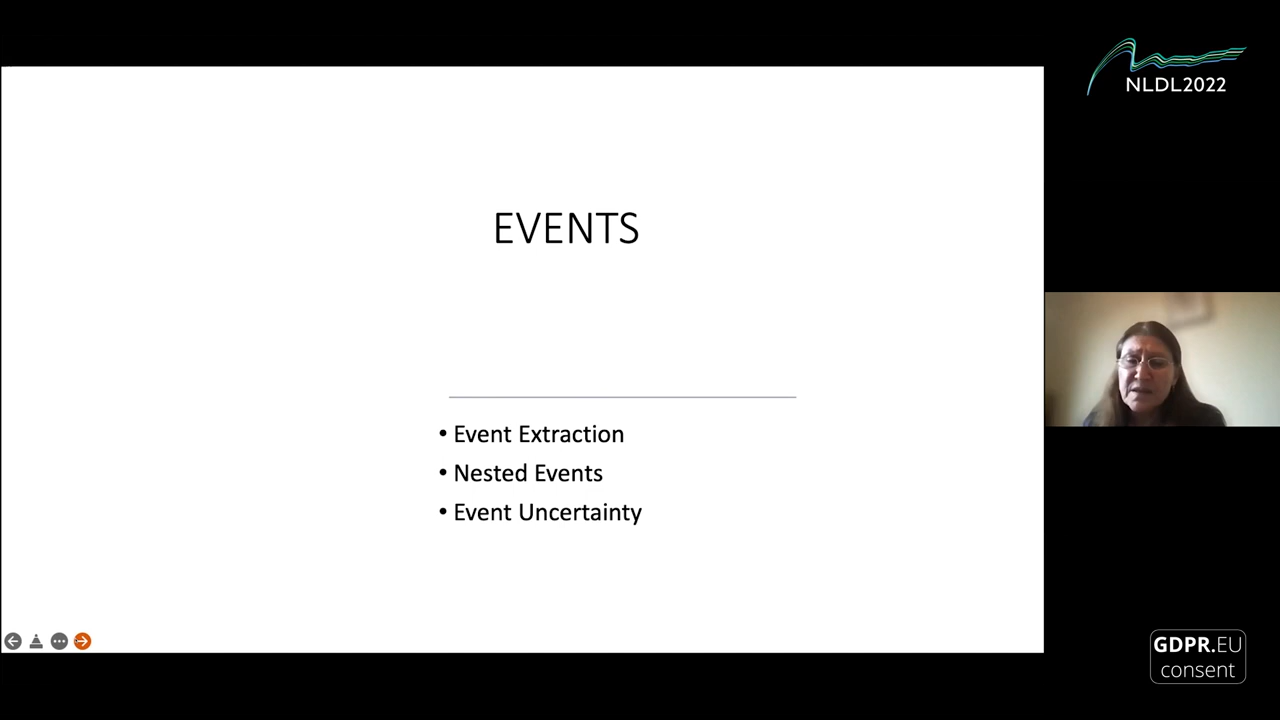 NLDL2022
EVENTS
• Event Extraction
• Nested Events
• Event Uncertainty
GDPR.EU
consent